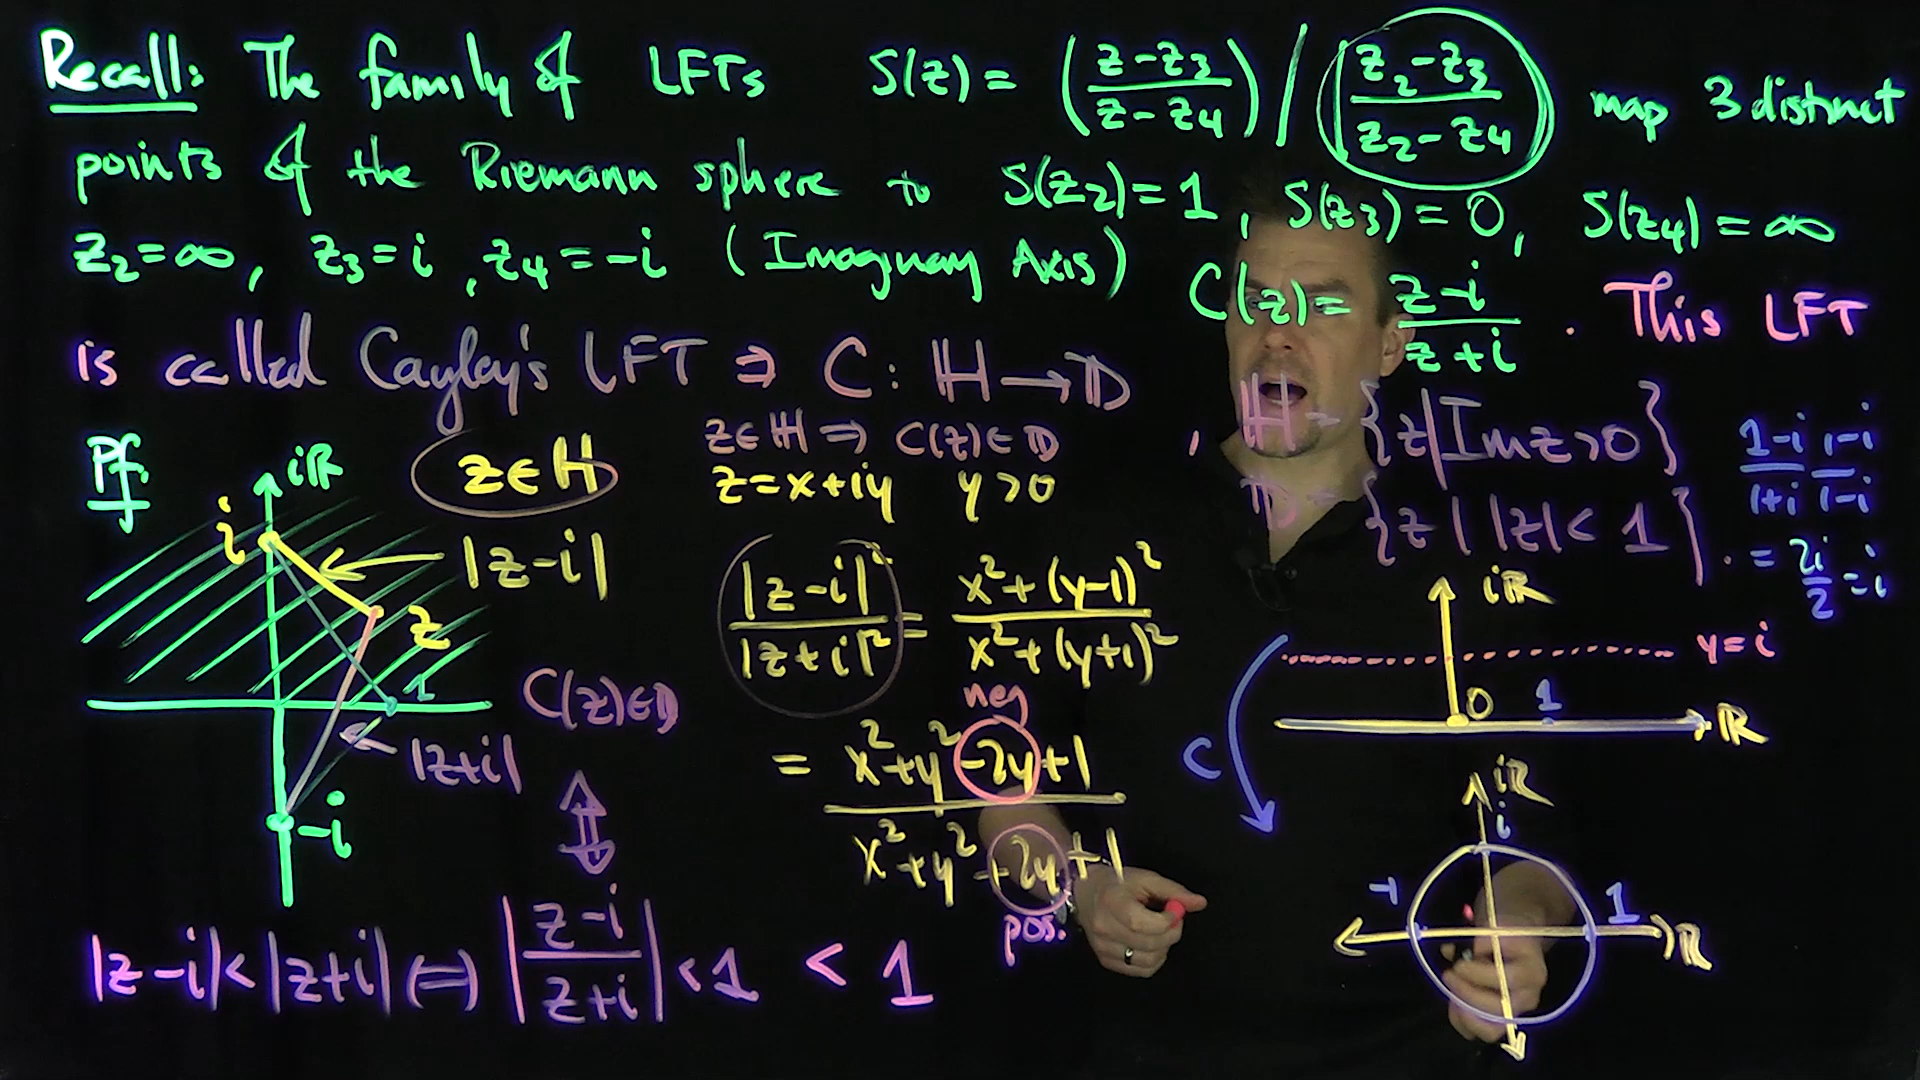 Recall: The family of LFTs S(z) = (z-z₃ / z-z₄) / (z₂-z₃ / z₂-z₄) map 3 distinct
points of the Riemann sphere to S(z₂)=1, S(z₃)=0, S(z₄)=∞
z₂=∞, z₃=i, z₄=-i (Imaginary Axis) C(z)= z-i / z+i. This LFT
is called Cayley's LFT ⇒ C: ℍ→𝔻
, ℍ = {z | Im z>0}
𝔻 = {z | |z|<1}.
Pf.
iℝ
z∈ℍ
i
|z-i|
z
1
|z+i|
-i
C(z)∈𝔻
⇕
|z-i|<|z+i| ⇔ |z-i / z+i| <1
z∈ℍ ⇒ C(z)∈𝔻
z=x+iy y>0
|z-i|² / |z+i|² = x²+(y-1)² / x²+(y+1)²
neg
= x²+y²-2y+1 / x²+y²+2y+1
pos.
< 1
1-i / 1+i 1-i / 1-i
= 2i / 2 = i
iℝ
y=i
0
1
ℝ
C
iℝ
i
-1
1
ℝ